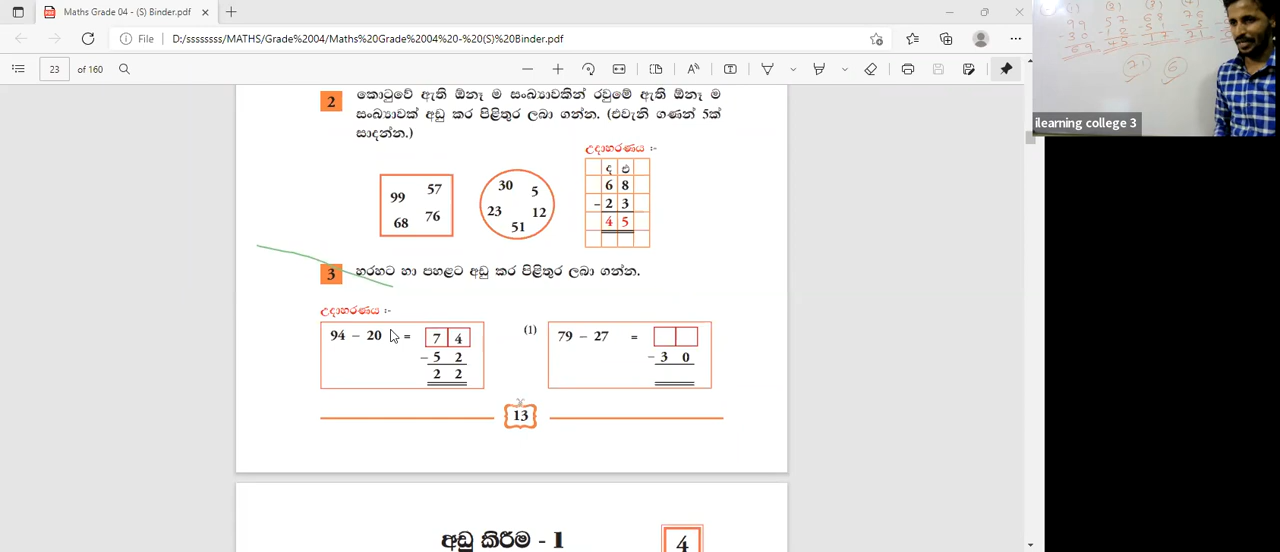 Maths Grade 04 - (S) Binder.pdf
File
D:/ssssssss/MATHS/Grade%2004/Maths%20Grade%2004%20-%20(S)%20Binder.pdf
23 of 160
2 කොටුවේ ඇති ඕනෑ ම සංඛ්‍යාවකින් රවුමේ ඇති ඕනෑ ම
සංඛ්‍යාවක් අඩු කර පිළිතුර ලබා ගන්න. (එවැනි ගණන් 5ක්
සාදන්න.)
උදාහරණය :-
ද එ
6 8
- 2 3
4 5
99 57
68 76
30 5
23 12
51
3 හරහට හා පහළට අඩු කර පිළිතුර ලබා ගන්න.
උදාහරණය :-
94 - 20 = 7 4
- 5 2
2 2
(1) 79 - 27 =
- 3 0
13
අඩු කිරීම - 1
4
ilearning college 3